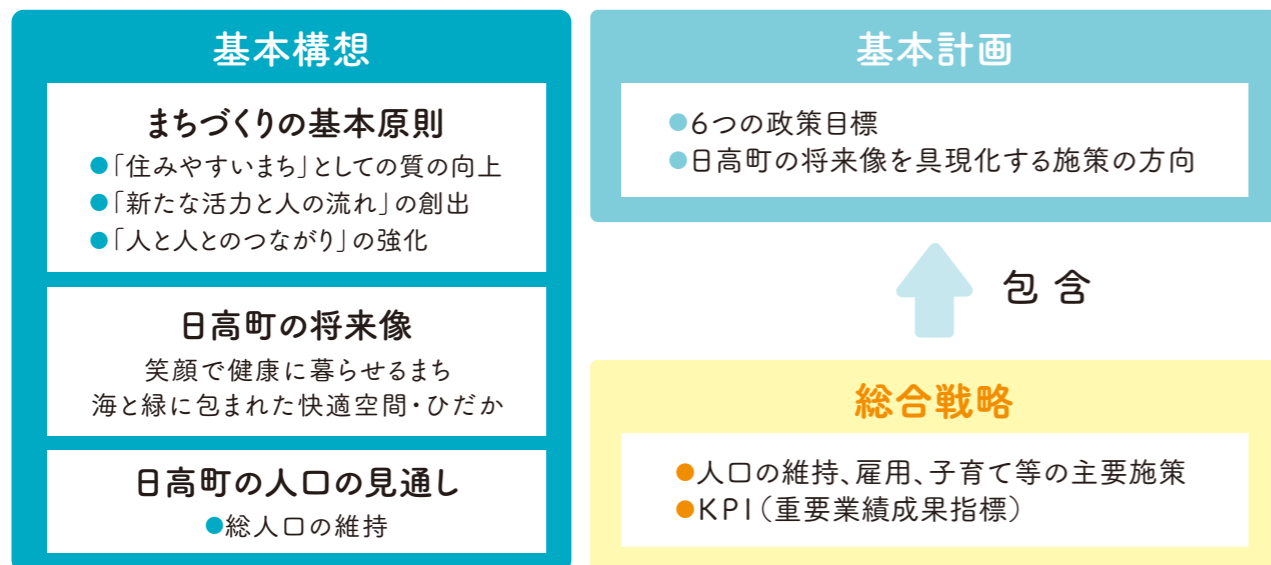 基本構想
まちづくりの基本原則
●「住みやすいまち」としての質の向上
●「新たな活力と人の流れ」の創出
●「人と人とのつながり」の強化
日高町の将来像
笑顔で健康に暮らせるまち
海と緑に包まれた快適空間・ひだか
日高町の人口の見通し
●総人口の維持
基本計画
●6つの政策目標
●日高町の将来像を具現化する施策の方向
包含
総合戦略
●人口の維持、雇用、子育て等の主要施策
●KPI（重要業績成果指標）